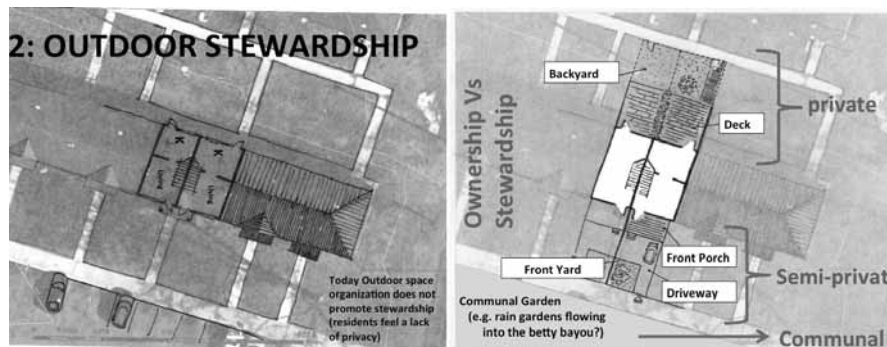 2: OUTDOOR STEWARDSHIP
K
K
Living
Living
Today Outdoor space
organization does not
promote stewardship
(residents feel a lack
of privacy)
Ownership Vs
Stewardship
Backyard
Deck
private
Front Porch
Front Yard
Driveway
Semi-privat
Communal Garden
(e.g. rain gardens flowing
into the betty bayou?)
Communal